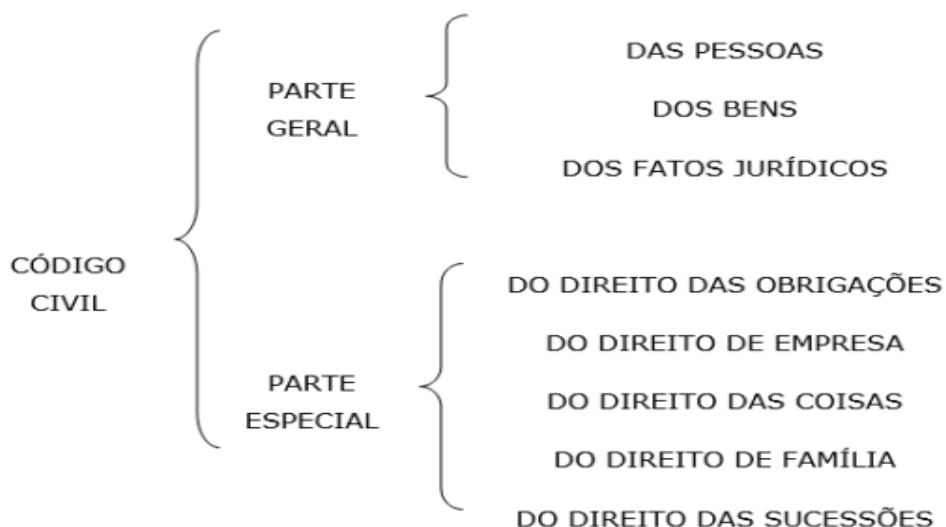 CÓDIGO
CIVIL
PARTE
GERAL
DAS PESSOAS
DOS BENS
DOS FATOS JURÍDICOS
PARTE
ESPECIAL
DO DIREITO DAS OBRIGAÇÕES
DO DIREITO DE EMPRESA
DO DIREITO DAS COISAS
DO DIREITO DE FAMÍLIA
DO DIREITO DAS SUCESSÕES